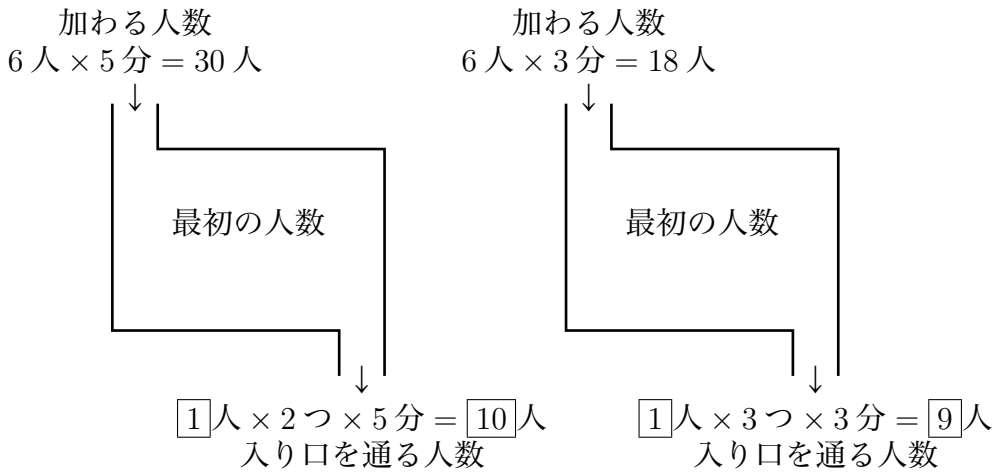 加わる人数
6人×5分=30人
↓
最初の人数
↓
1人×2つ×5分=10人
入り口を通る人数
加わる人数
6人×3分=18人
↓
最初の人数
↓
1人×3つ×3分=9人
入り口を通る人数